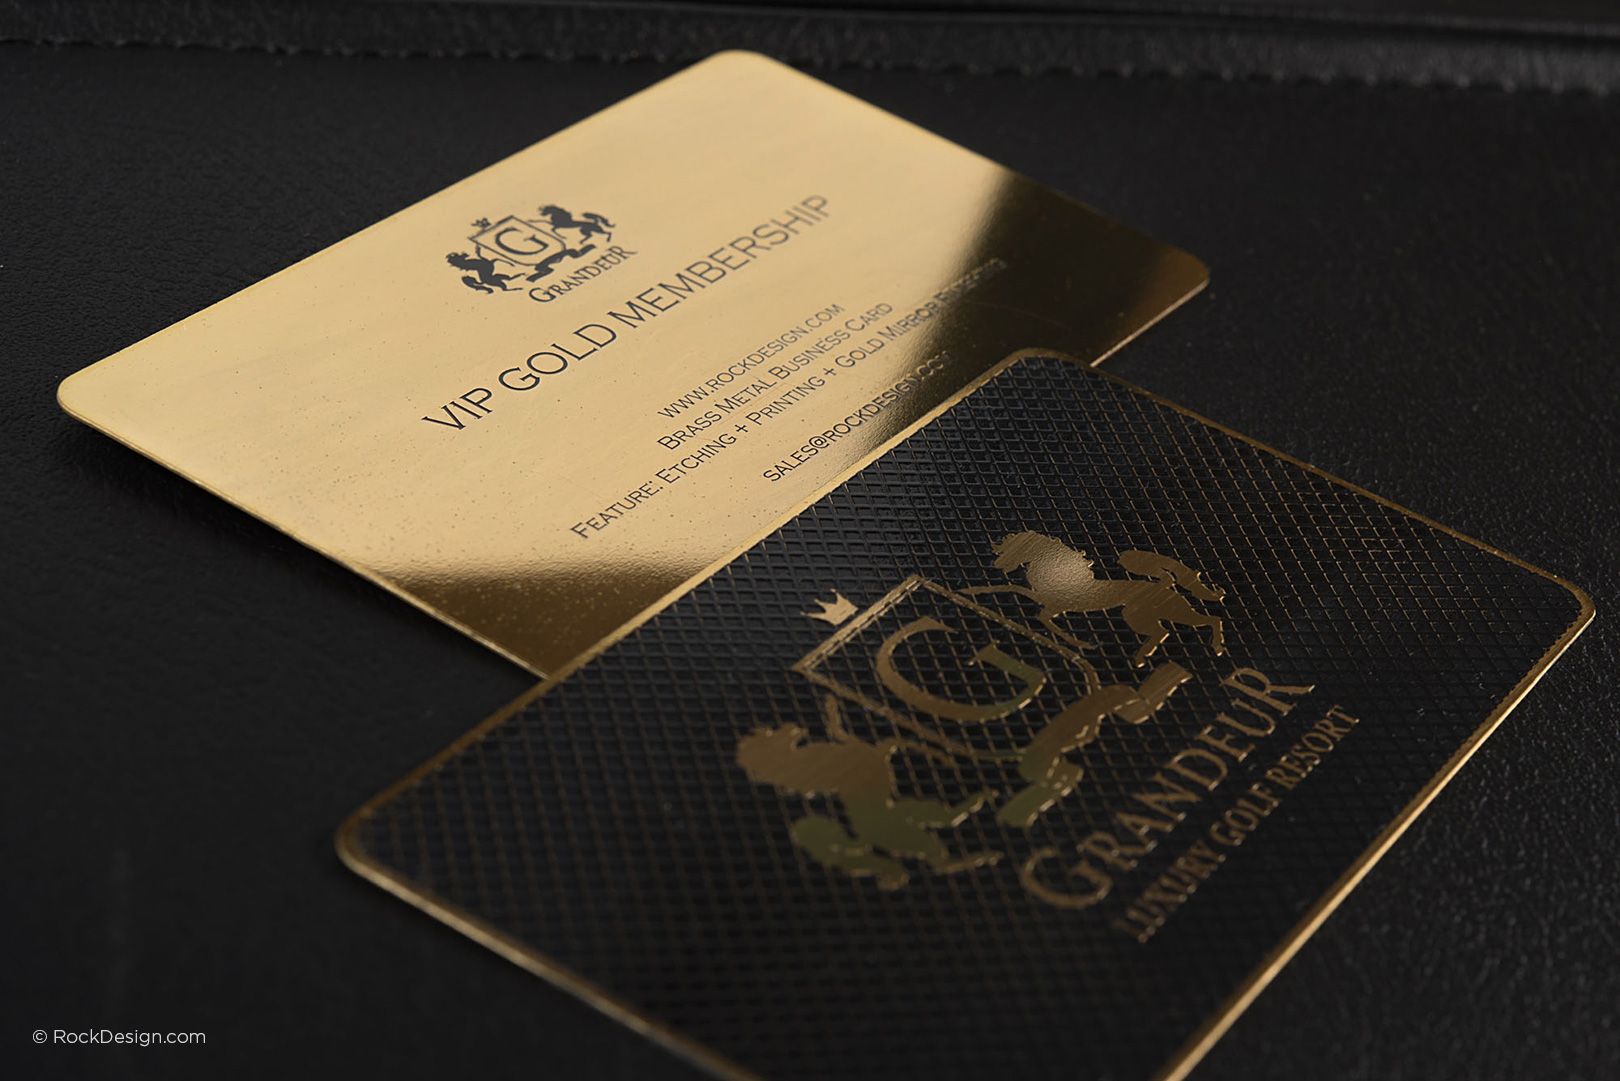 G
GRANDEUR
VIP GOLD MEMBERSHIP
WWW.ROCKDESIGN.COM
BRASS METAL BUSINESS CARD
FEATURE: ETCHING + PRINTING + GOLD MIRROR
SALES@ROCKDESIGN.COM
G
GRANDEUR
LUXURY GOLF RESORT
© RockDesign.com